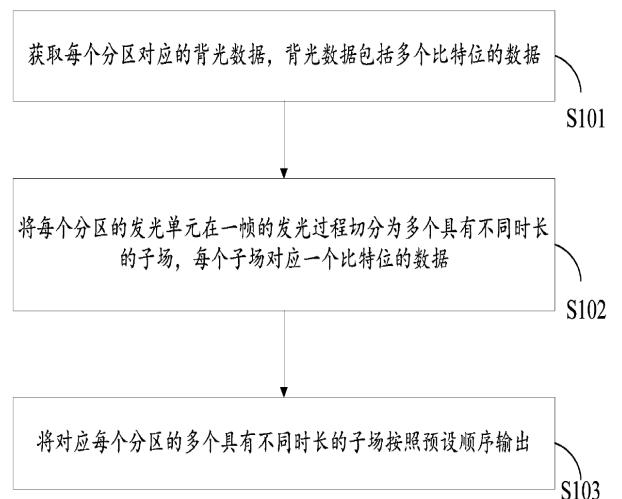 获取每个分区对应的背光数据，背光数据包括多个比特位的数据
S101
将每个分区的发光单元在一帧的发光过程切分为多个具有不同时长
的子场，每个子场对应一个比特位的数据
S102
将对应每个分区的多个具有不同时长的子场按照预设顺序输出
S103